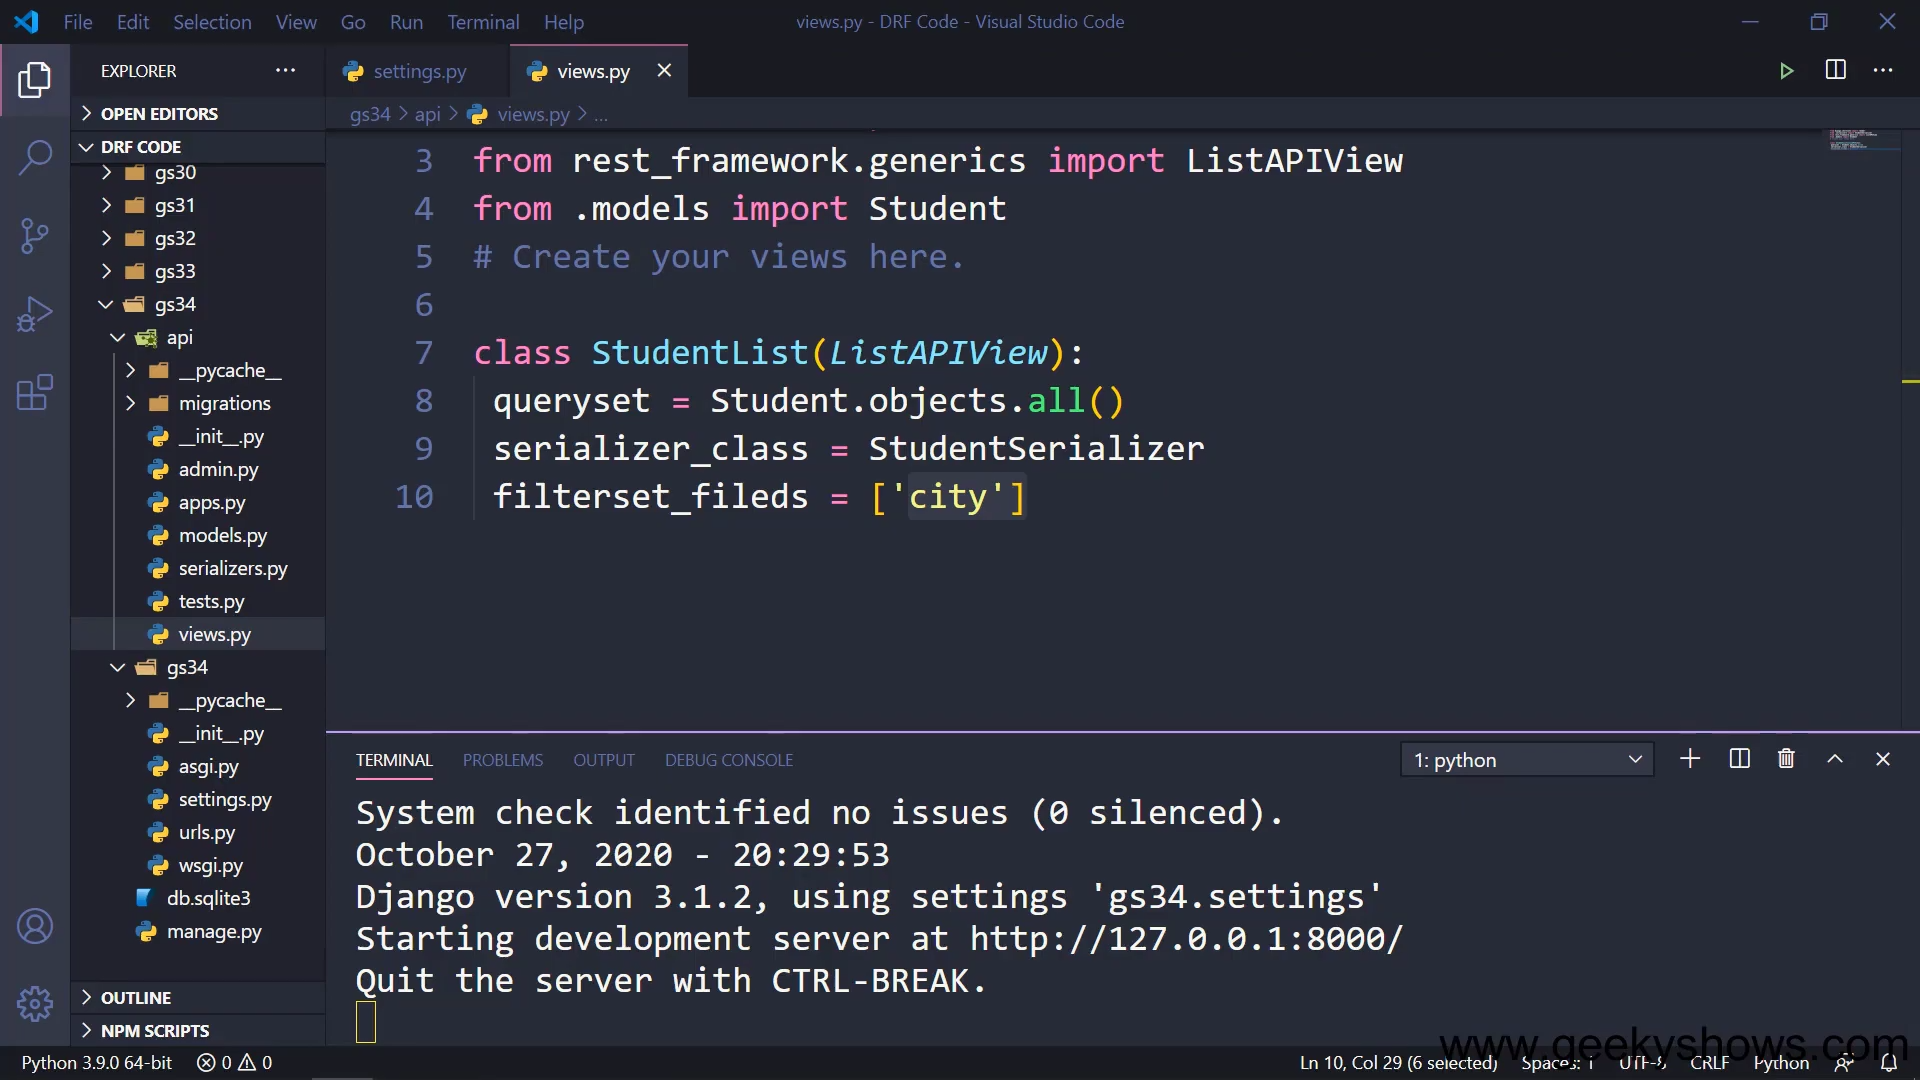 File Edit Selection View Go Run Terminal Help
views.py - DRF Code - Visual Studio Code
EXPLORER
settings.py
views.py
OPEN EDITORS
gs34 > api > views.py > ...
DRF CODE
gs30
gs31
gs32
gs33
gs34
api
__pycache__
migrations
__init__.py
admin.py
apps.py
models.py
serializers.py
tests.py
views.py
gs34
__pycache__
__init__.py
asgi.py
settings.py
urls.py
wsgi.py
db.sqlite3
manage.py
OUTLINE
NPM SCRIPTS
3 from rest_framework.generics import ListAPIView
4 from .models import Student
5 # Create your views here.
6
7 class StudentList(ListAPIView):
8 queryset = Student.objects.all()
9 serializer_class = StudentSerializer
10 filterset_fileds = ['city']
TERMINAL PROBLEMS OUTPUT DEBUG CONSOLE
1: python
System check identified no issues (0 silenced).
October 27, 2020 - 20:29:53
Django version 3.1.2, using settings 'gs34.settings'
Starting development server at http://127.0.0.1:8000/
Quit the server with CTRL-BREAK.
www.geekyshows.com
Python 3.9.0 64-bit 0 0
Ln 10, Col 29 (6 selected) Spaces: 1 UTF-8 CRLF Python